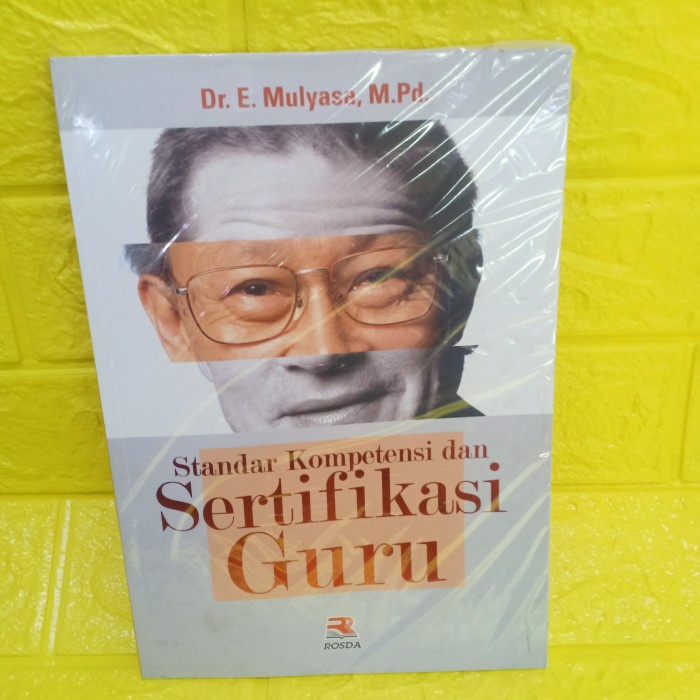 Dr. E. Mulyasa, M.Pd.
Standar Kompetensi dan
Sertifikasi
Guru
ROSDA